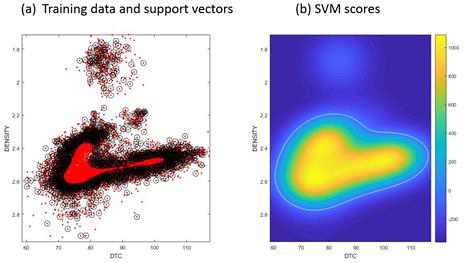 (a) Training data and support vectors
(b) SVM scores
1.8
2
2.2
2.4
2.6
2.8
DENSITY
60 70 80 90 100 110
DTC
1.8
2
2.2
2.4
2.6
2.8
DENSITY
60 70 80 90 100 110
DTC
1000
800
600
400
200
0
-200